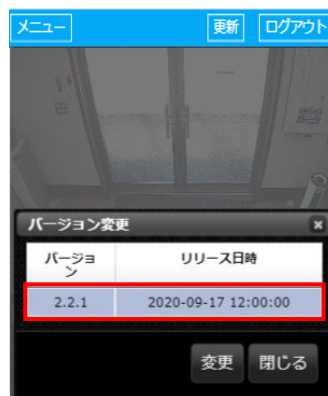 メニュー 更新 ログアウト
バージョン変更
バージョ
ン
リリース日時
2.2.1 2020-09-17 12:00:00
変更 閉じる